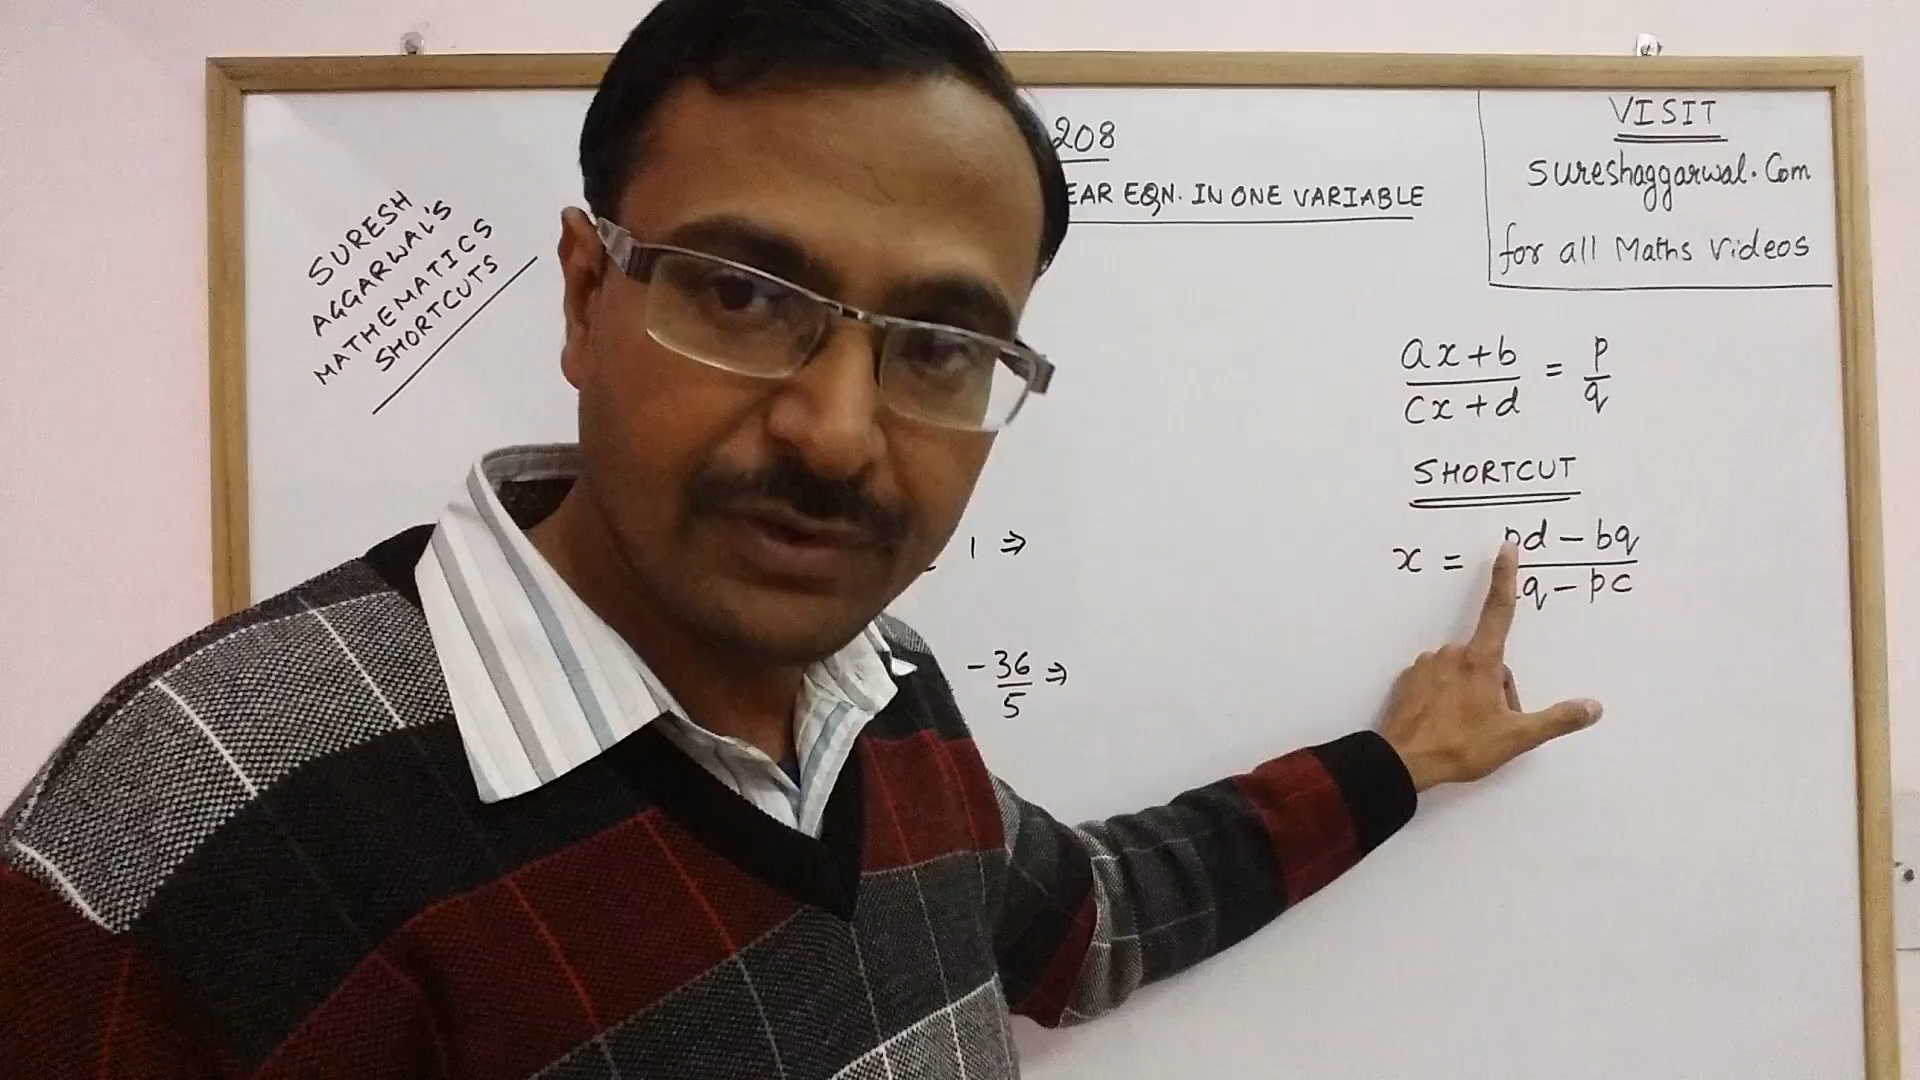 208
EAR EQN. IN ONE VARIABLE
VISIT
sureshaggarwal.Com
for all Maths Videos
SURESH
AGGARWAL'S
MATHEMATICS
SHORTCUTS
ax+b/cx+d = p/q
SHORTCUT
x = pd-bq/q-pc
1 ⇒
-36/5 ⇒